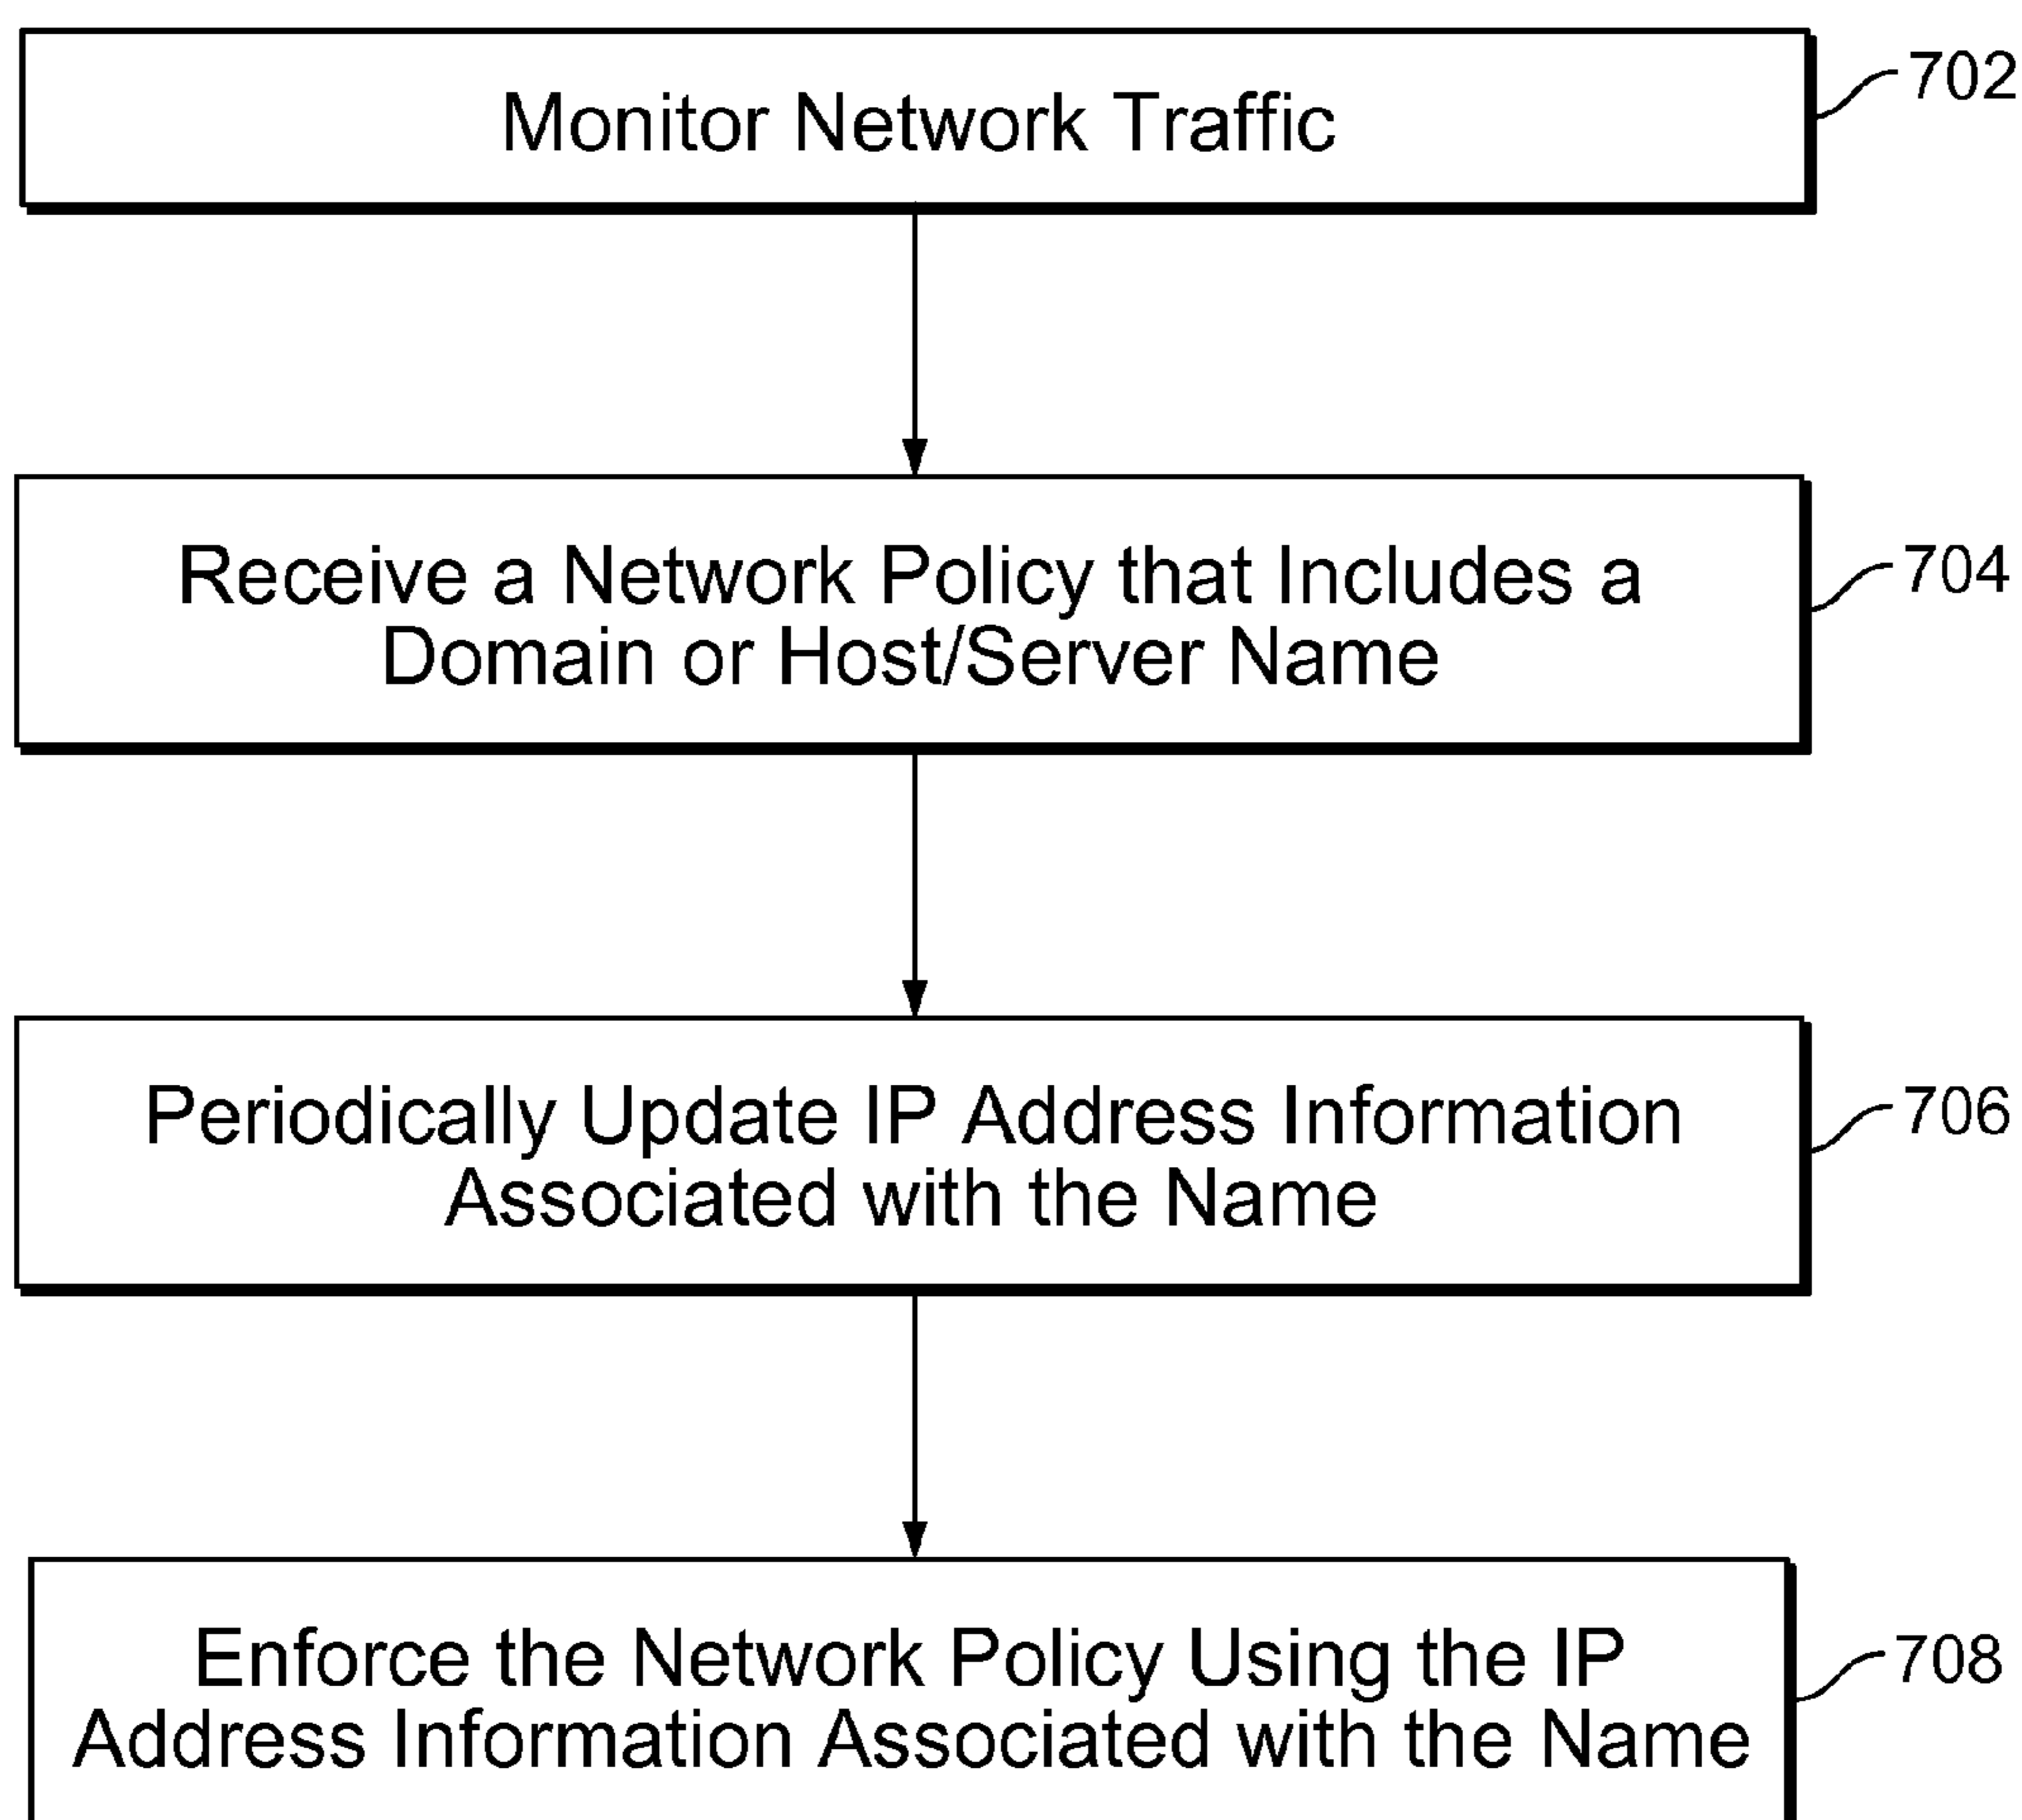 Monitor Network Traffic
702
Receive a Network Policy that Includes a
Domain or Host/Server Name
704
Periodically Update IP Address Information
Associated with the Name
706
Enforce the Network Policy Using the IP
Address Information Associated with the Name
708